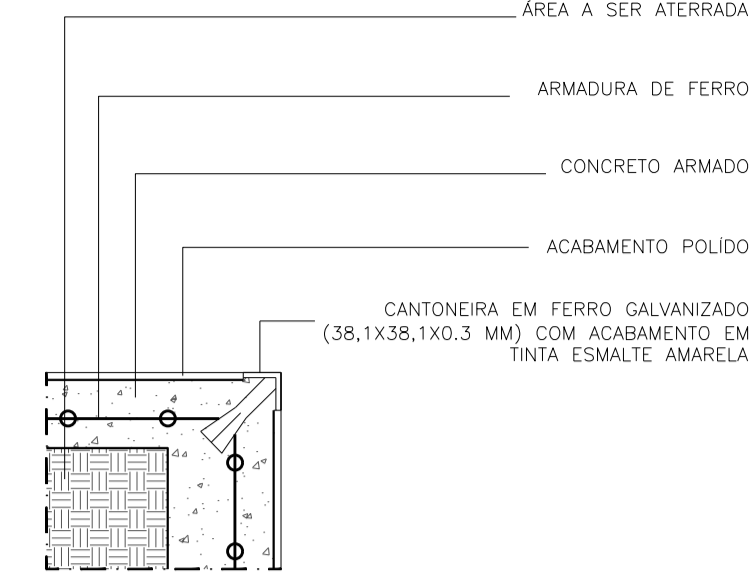 ÁREA A SER ATERRADA
ARMADURA DE FERRO
CONCRETO ARMADO
ACABAMENTO POLÍDO
CANTONEIRA EM FERRO GALVANIZADO
(38,1X38,1X0.3 MM) COM ACABAMENTO EM
TINTA ESMALTE AMARELA